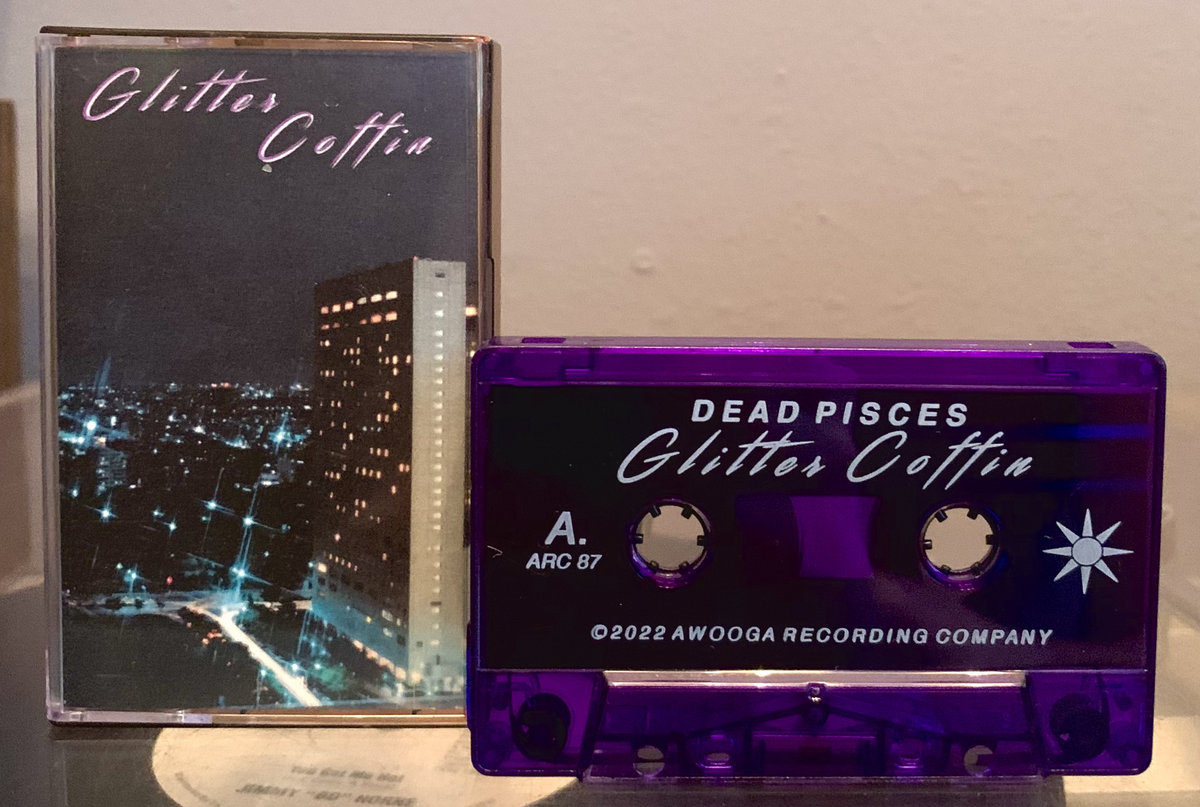 Glitter
Coffin
DEAD PISCES
Glitter Coffin
A.
ARC 87
©2022 AWOOGA RECORDING COMPANY